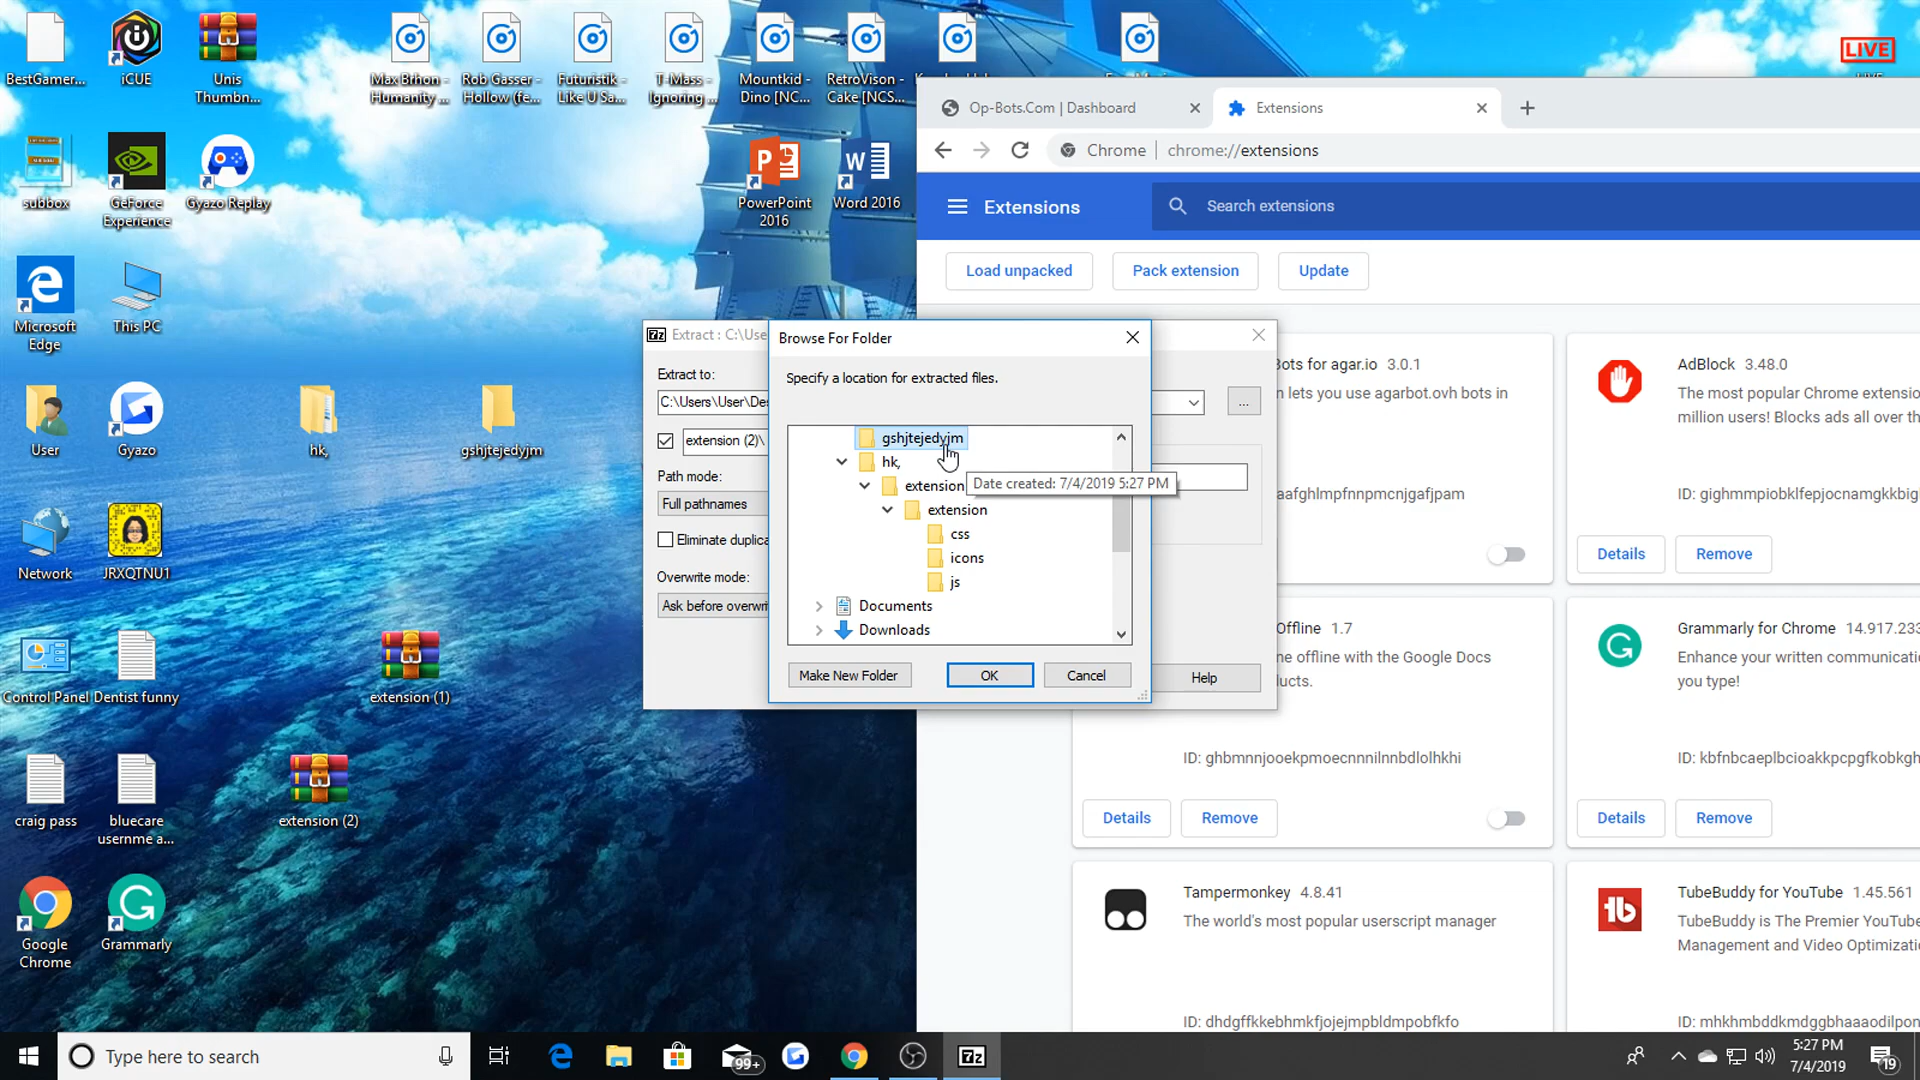 BestGamer...
iCUE
Unis
Thumbn...
Max Brhon -
Humanity ...
Rob Gasser -
Hollow (fe...
Futuristik -
Like U Sa...
T-Mass -
Ignoring ...
Mountkid -
Dino [NC...
RetroVison -
Cake [NCS...
LIVE
subbox
GeForce
Experience
Gyazo Replay
PowerPoint
2016
Word 2016
Microsoft
Edge
This PC
User
Gyazo
hk,
gshjtejedyjm
Network
JRXQTNU1
Control Panel
Dentist funny
extension (1)
craig pass
bluecare
usernme a...
extension (2)
Google
Chrome
Grammarly
Op-Bots.Com | Dashboard
Extensions
Chrome
chrome://extensions
Extensions
Search extensions
Load unpacked
Pack extension
Update
Bots for agar.io 3.0.1
n lets you use agarbot.ovh bots in
aafghlmpfnnpmcnjgafjpam
AdBlock 3.48.0
The most popular Chrome extensio
million users! Blocks ads all over th
ID: gighmmpiobklfepjocnamgkkbigl
Details
Remove
Offline 1.7
ne offline with the Google Docs
ucts.
ID: ghbmnnjooekpmoecnnnilnnbdlolhkhi
Details
Remove
Grammarly for Chrome 14.917.233
Enhance your written communicati
you type!
ID: kbfnbcaeplbcioakkpcpgfkobkgh
Details
Remove
Tampermonkey 4.8.41
The world's most popular userscript manager
ID: dhdgffkkebhmkfjojejmpbldmpobfkfo
TubeBuddy for YouTube 1.45.561
TubeBuddy is The Premier YouTube
Management and Video Optimizatio
ID: mhkhmbddkmdggbhaaaodilpon
7z
Extract : C:\Use
Extract to:
C:\Users\User\Des
...
extension (2)\
Path mode:
Full pathnames
Eliminate duplica
Overwrite mode:
Ask before overwri
Help
Browse For Folder
Specify a location for extracted files.
gshjtejedyjm
hk,
extension
Date created: 7/4/2019 5:27 PM
extension
css
icons
js
Documents
Downloads
Make New Folder
OK
Cancel
Type here to search
99+
7z
5:27 PM
7/4/2019
19